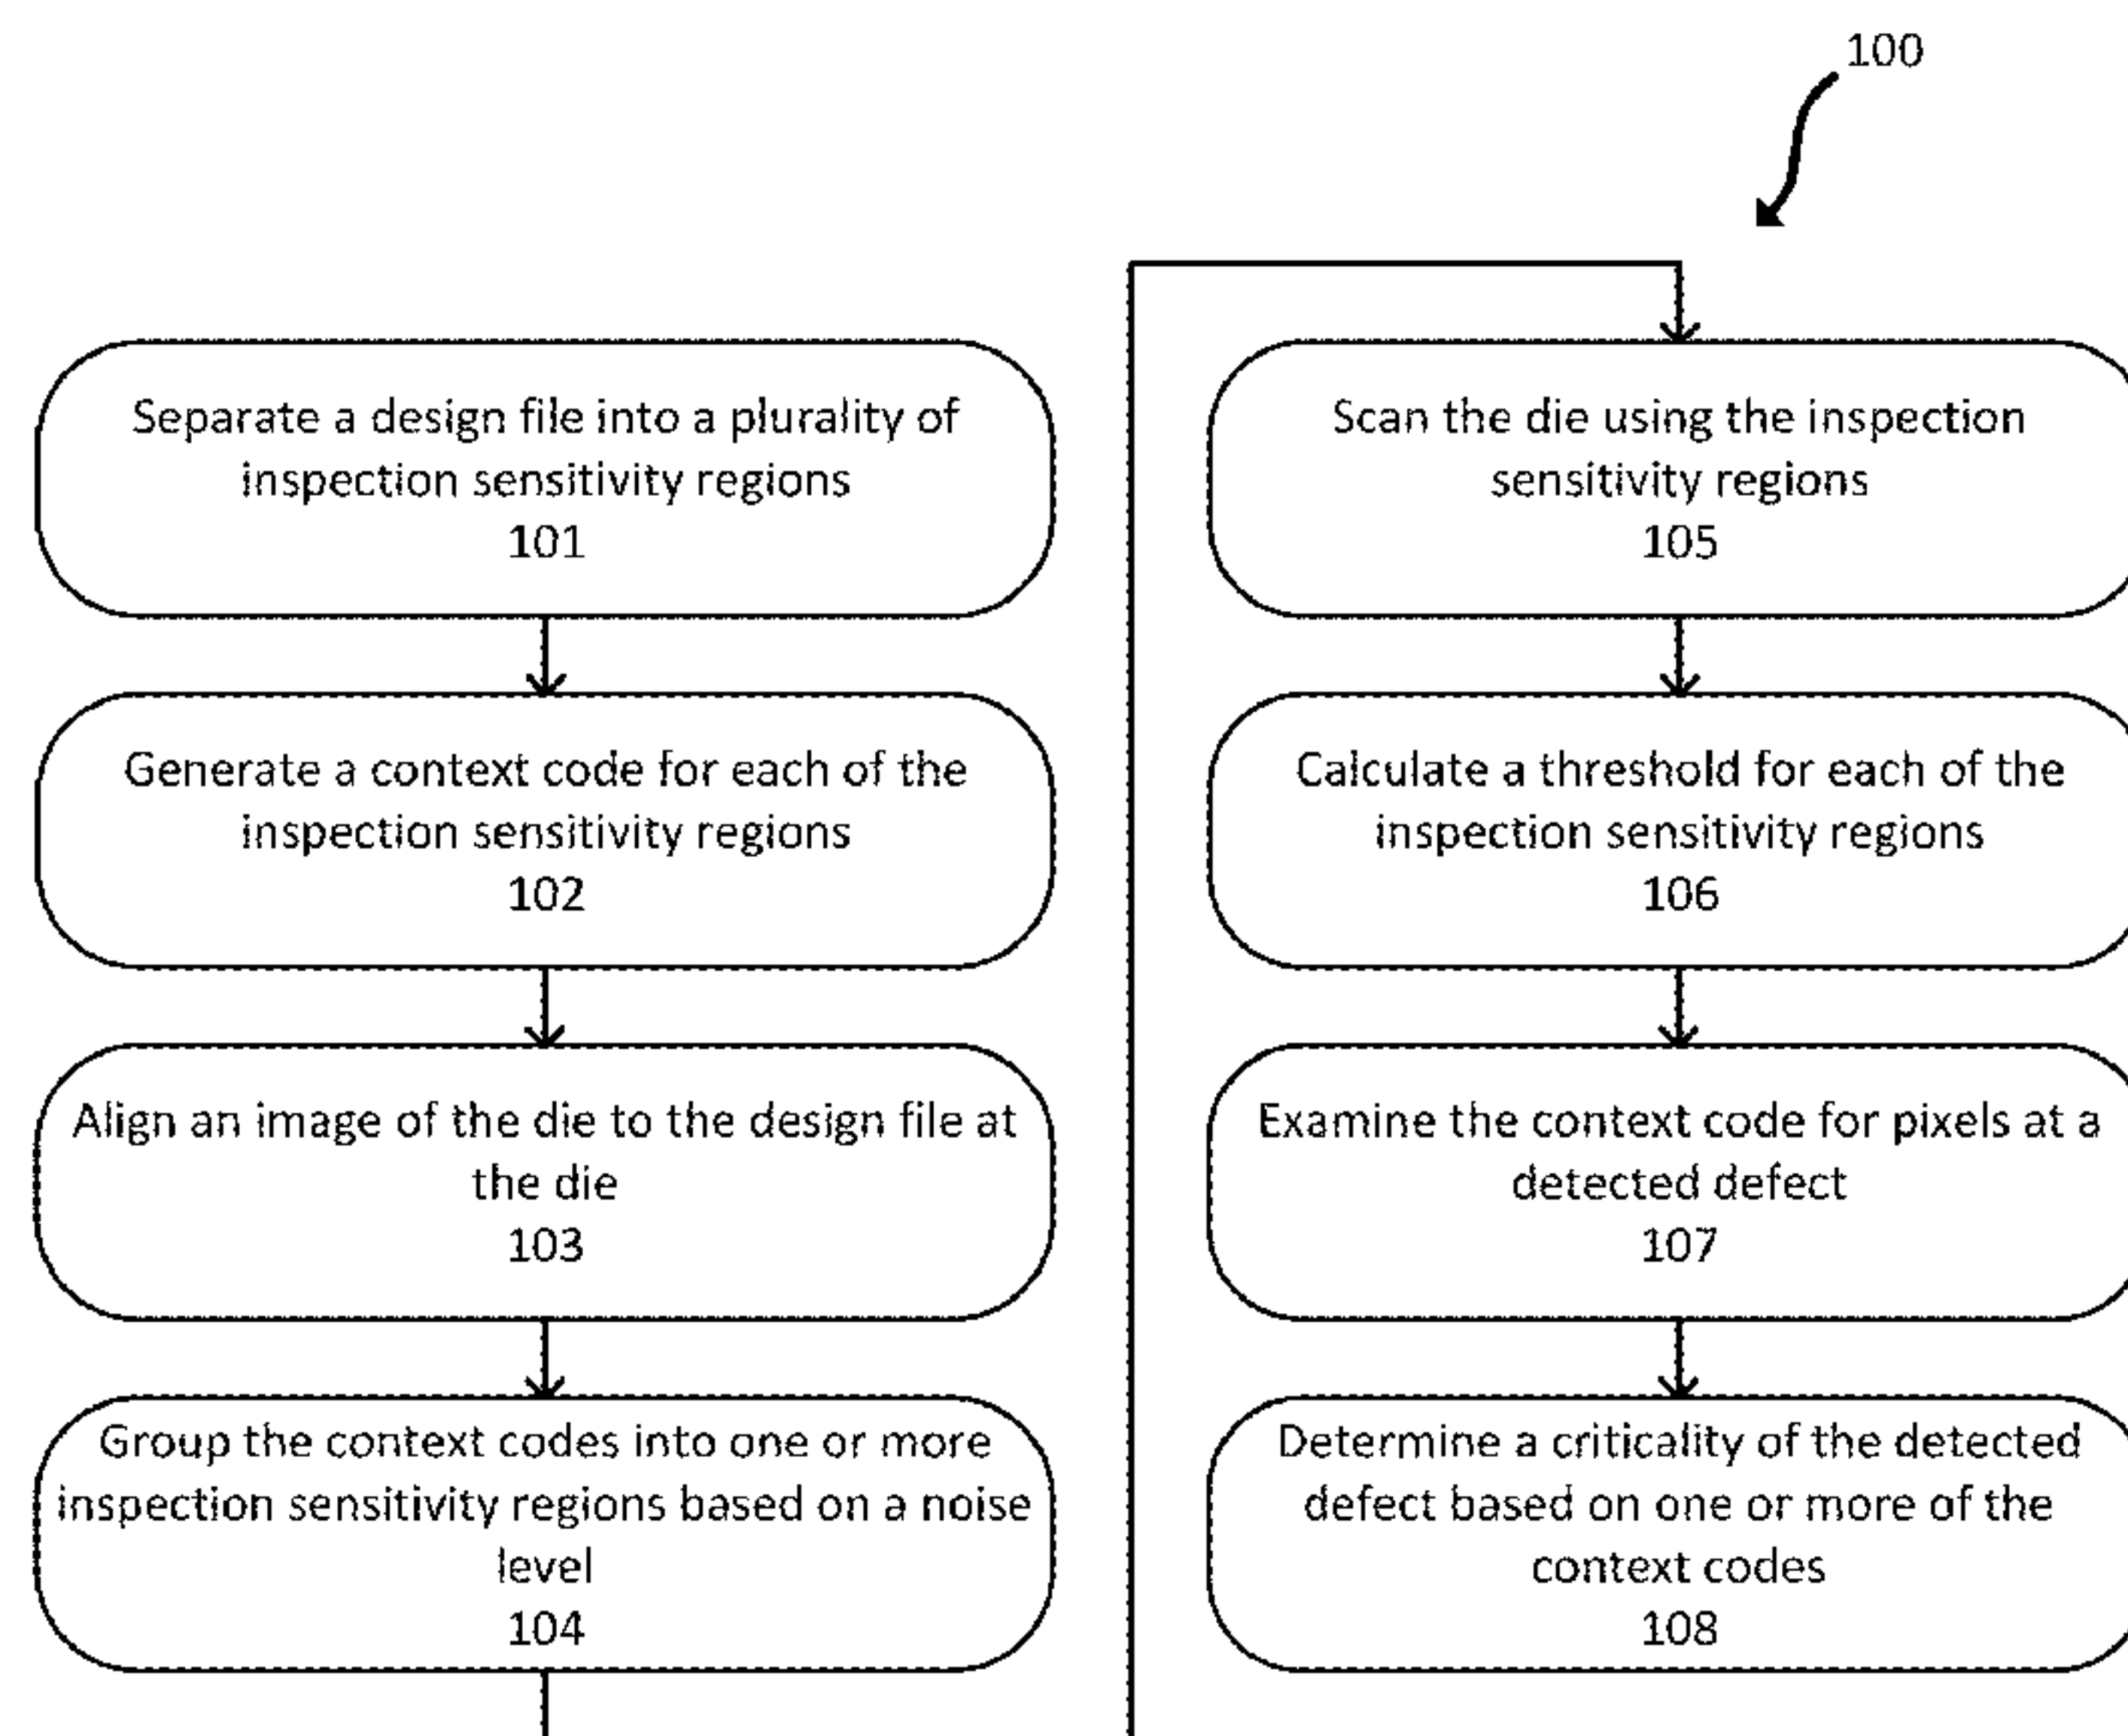 100
Separate a design file into a plurality of
inspection sensitivity regions
101
Generate a context code for each of the
inspection sensitivity regions
102
Align an image of the die to the design file at
the die
103
Group the context codes into one or more
inspection sensitivity regions based on a noise
level
104
Scan the die using the inspection
sensitivity regions
105
Calculate a threshold for each of the
inspection sensitivity regions
106
Examine the context code for pixels at a
detected defect
107
Determine a criticality of the detected
defect based on one or more of the
context codes
108